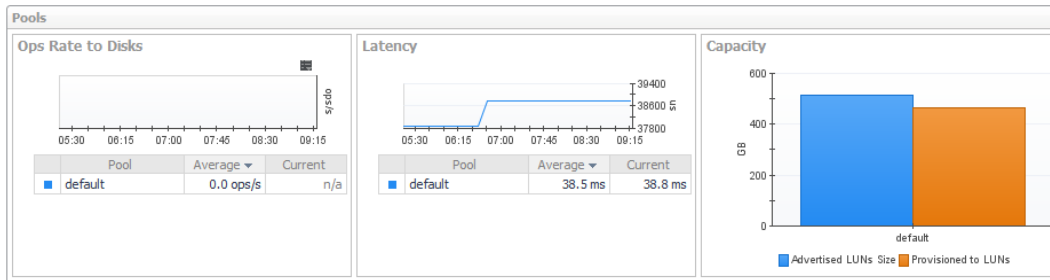 Pools
Ops Rate to Disks
ops/s
05:30 06:15 07:00 07:45 08:30 09:15
Pool Average Current
default 0.0 ops/s n/a
Latency
39400
38600
37800
us
05:30 06:15 07:00 07:45 08:30 09:15
Pool Average Current
default 38.5 ms 38.8 ms
Capacity
600
400
200
0
GB
default
Advertised LUNs Size Provisioned to LUNs